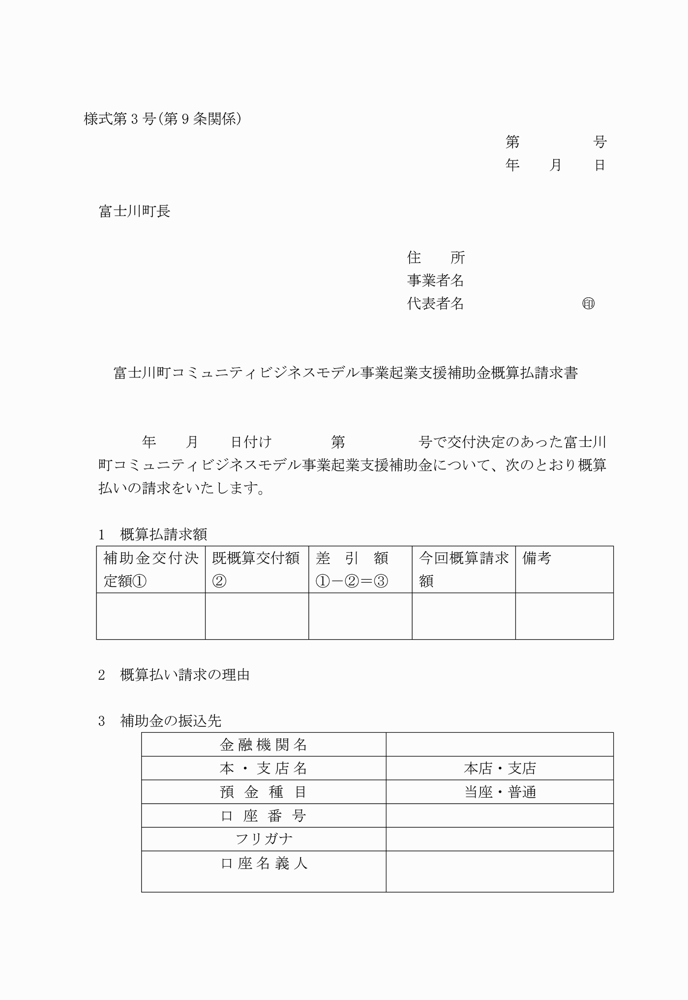 様式第3号(第9条関係)
第　　　　　号
年　　月　　日
富士川町長
住　　所
事業者名
代表者名　　　　　　　　㊞
富士川町コミュニティビジネスモデル事業起業支援補助金概算払請求書
年　　月　　日付け　　　　第　　　　　号で交付決定のあった富士川
町コミュニティビジネスモデル事業起業支援補助金について、次のとおり概算
払いの請求をいたします。
1　概算払請求額
補助金交付決
定額①
既概算交付額
②
差　引　額
①－②＝③
今回概算請求
額
備考
2　概算払い請求の理由
3　補助金の振込先
金融機関名
本・支店名　本店・支店
預金種目　当座・普通
口座番号
フリガナ
口座名義人